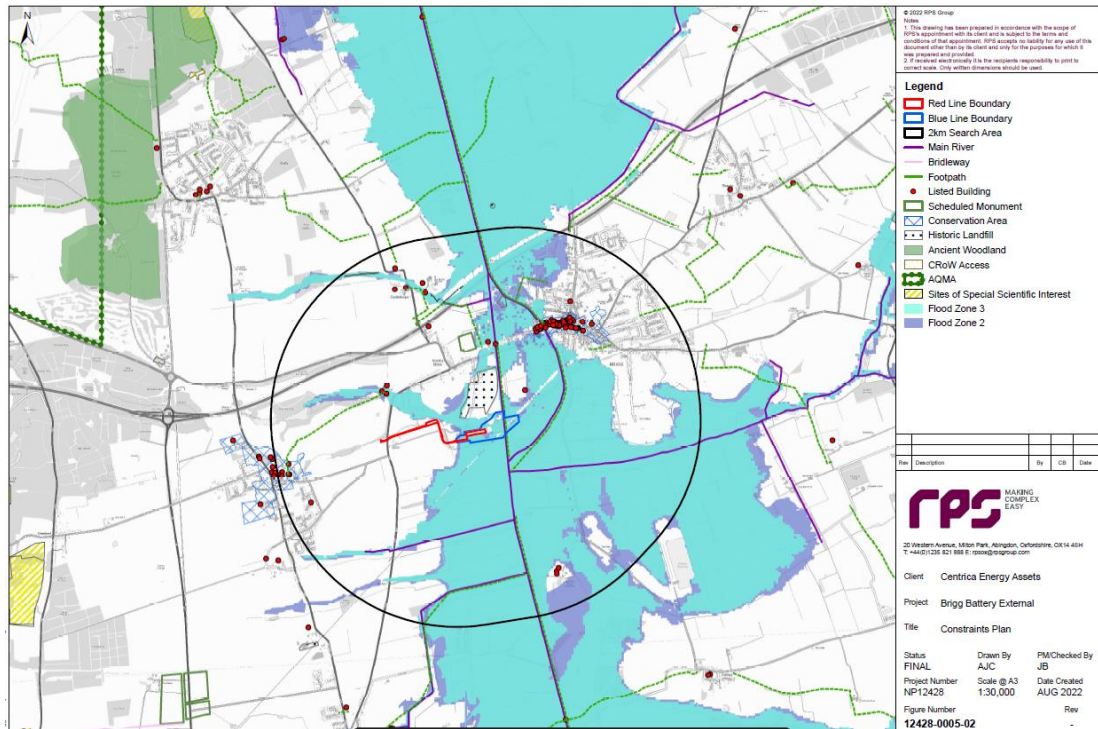 N
© 2022 RPS Group
Notes
1. This drawing has been prepared in accordance with the scope of
RPS's appointment with its client and is subject to the terms and
conditions of that appointment. RPS accepts no liability for any use of this
document other than by its client and only for the purposes for which it
was prepared and provided.
2. If received electronically it is the recipients responsibility to print to
correct scale. Only written dimensions should be used.
Legend
Red Line Boundary
Blue Line Boundary
2km Search Area
Main River
Bridleway
Footpath
Listed Building
Scheduled Monument
Conservation Area
Historic Landfill
Ancient Woodland
CRoW Access
AQMA
Sites of Special Scientific Interest
Flood Zone 3
Flood Zone 2
Rev Description By CB Date
rps MAKING
COMPLEX
EASY
20 Western Avenue, Milton Park, Abingdon, Oxfordshire, OX14 4SH
T: +44(0)1235 821 888 E: rpsox@rpsgroup.com
Client Centrica Energy Assets
Project Brigg Battery External
Title Constraints Plan
Status Drawn By PM/Checked By
FINAL AJC JB
Project Number Scale @ A3 Date Created
NP12428 1:30,000 AUG 2022
Figure Number Rev
12428-0005-02 -